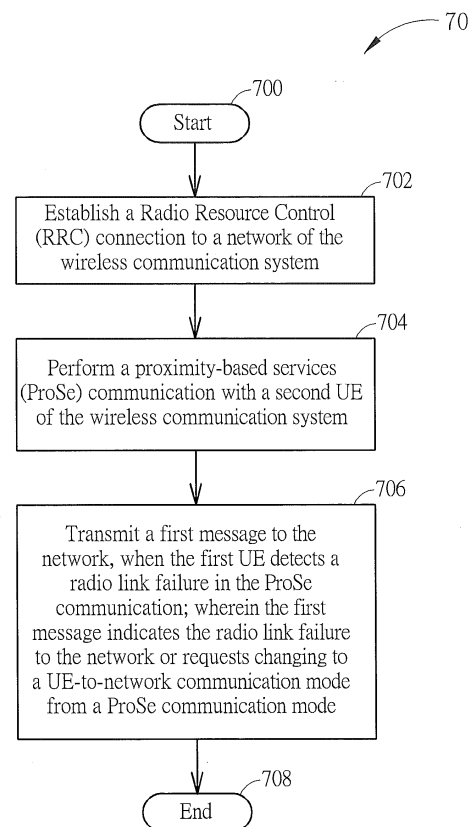 70
700
Start
702
Establish a Radio Resource Control
(RRC) connection to a network of the
wireless communication system
704
Perform a proximity-based services
(ProSe) communication with a second UE
of the wireless communication system
706
Transmit a first message to the
network, when the first UE detects a
radio link failure in the ProSe
communication; wherein the first
message indicates the radio link failure
to the network or requests changing to
a UE-to-network communication mode
from a ProSe communication mode
708
End